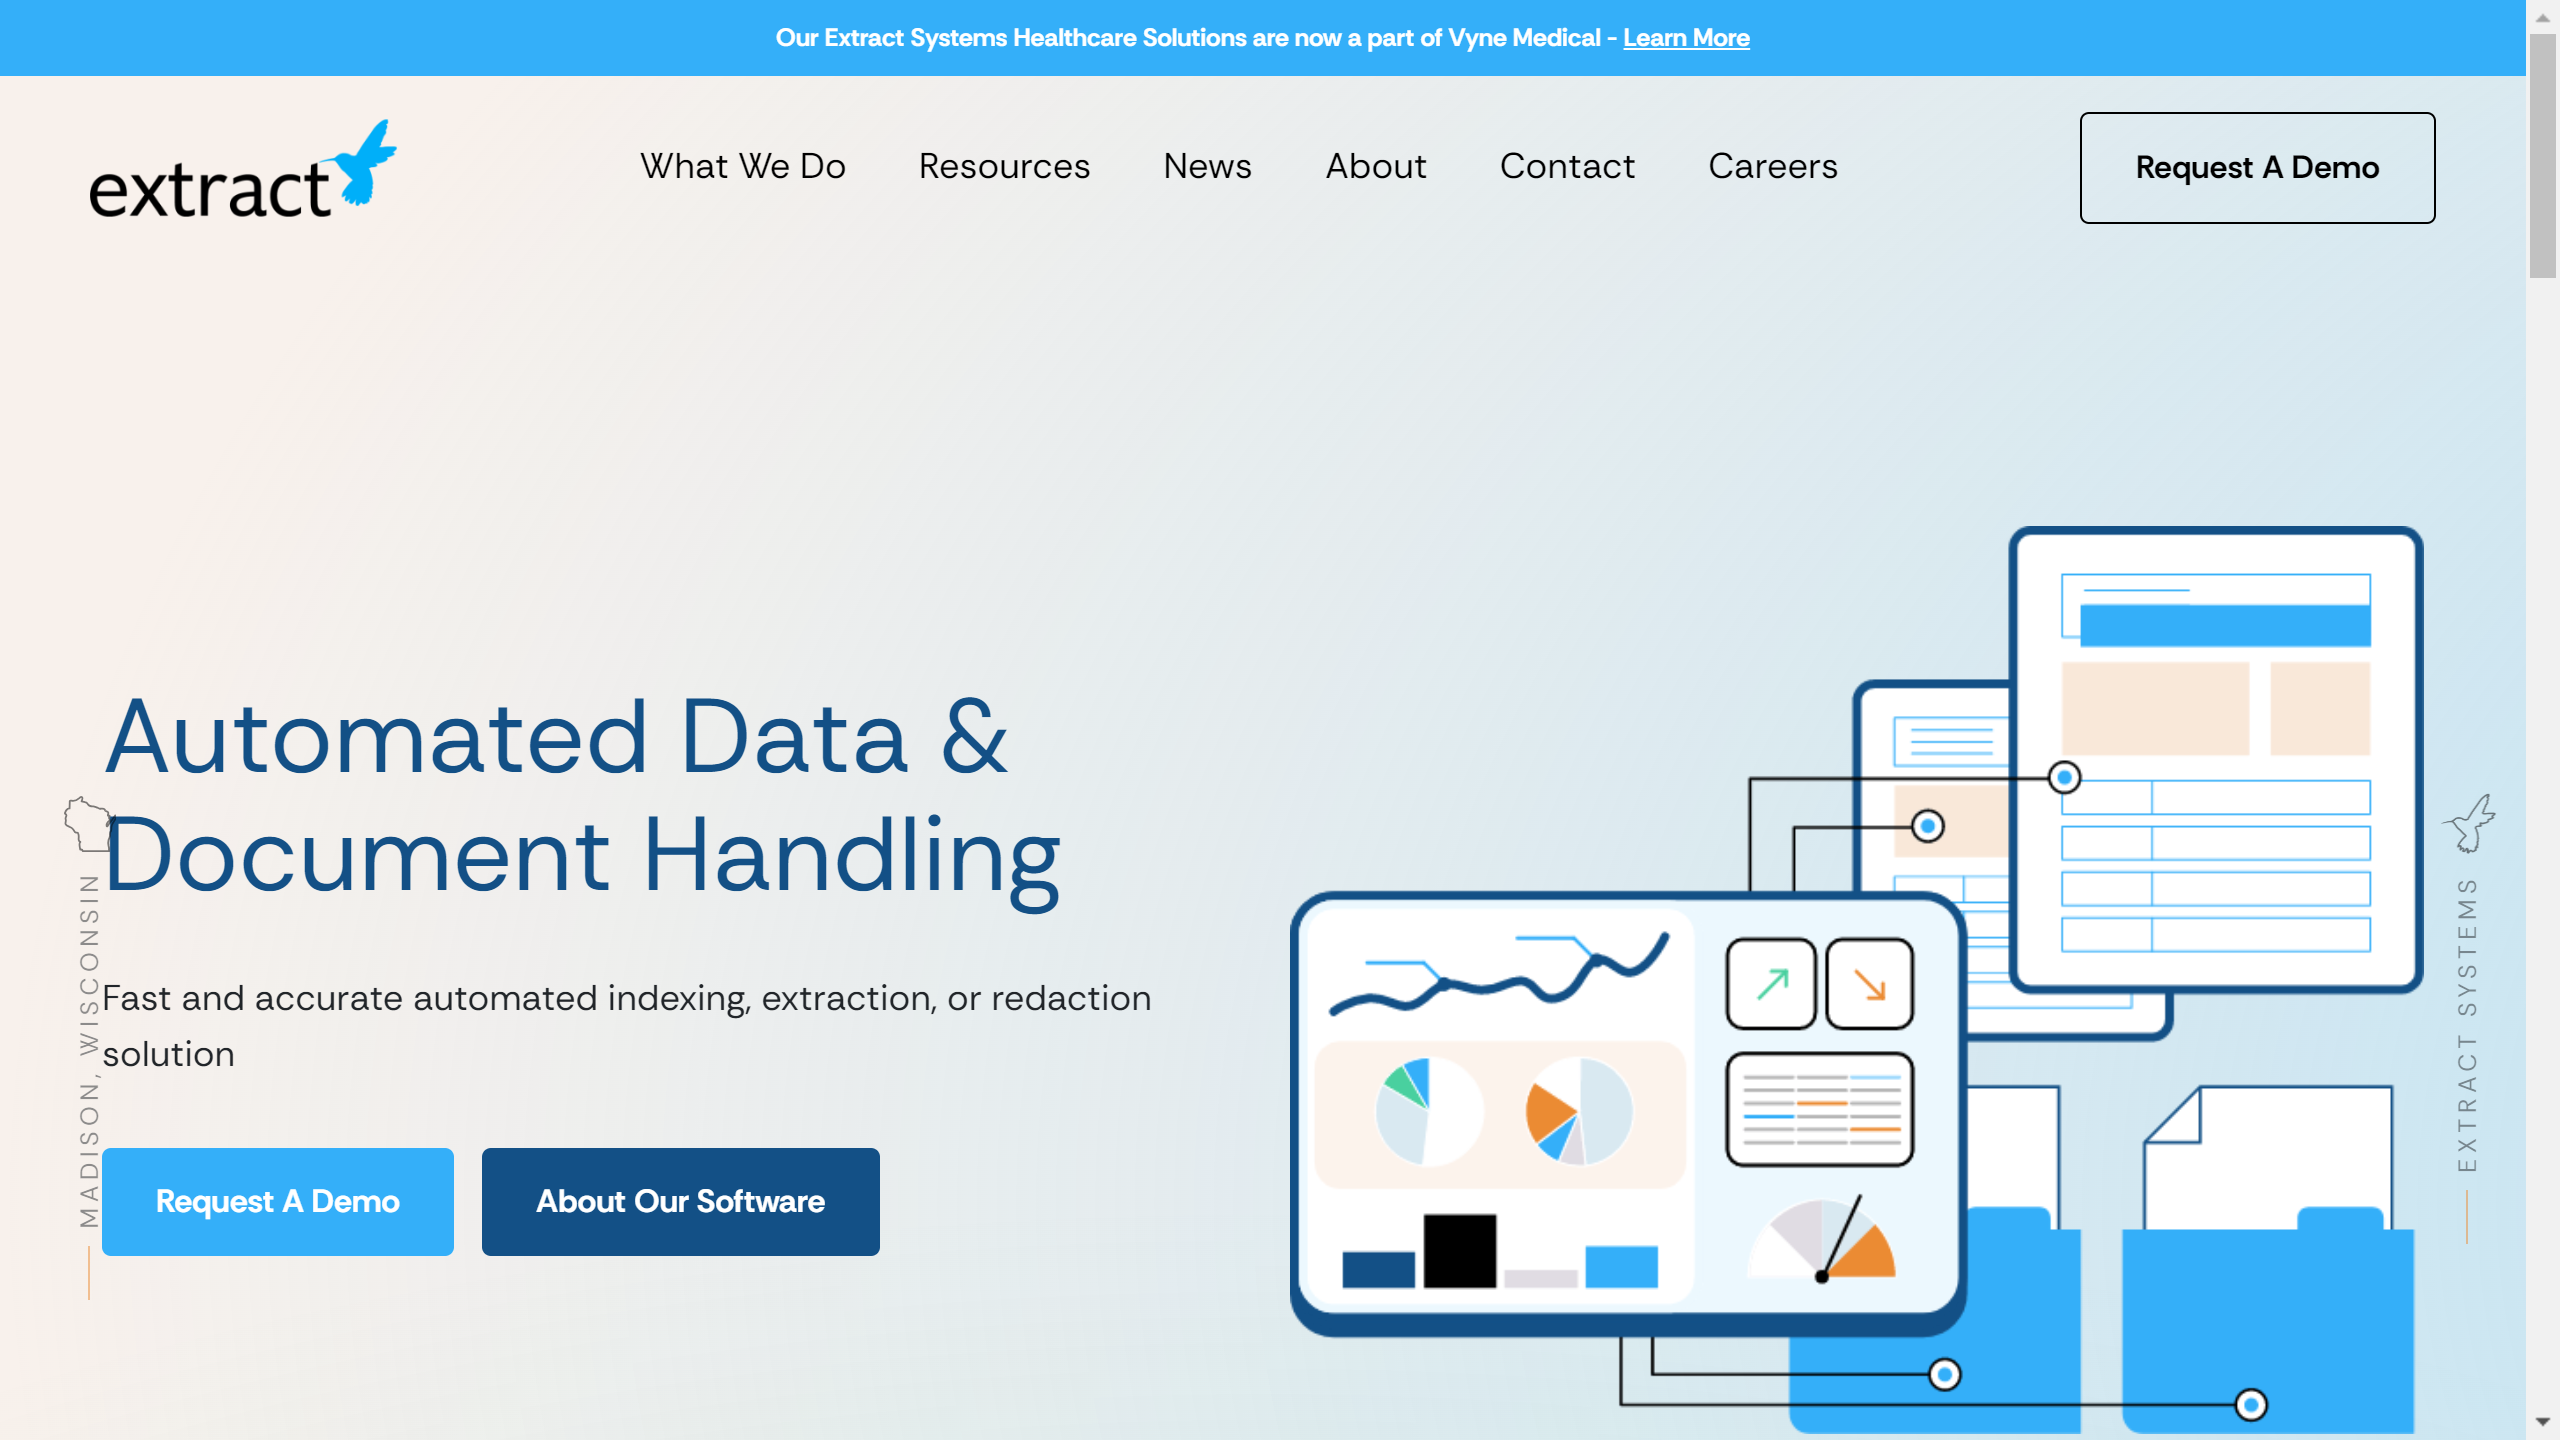 Our Extract Systems Healthcare Solutions are now a part of Vyne Medical - Learn More
extract
What We Do
Resources
News
About
Contact
Careers
Request A Demo
Automated Data &
Document Handling
Fast and accurate automated indexing, extraction, or redaction
solution
Request A Demo
About Our Software
MADISON, WISCONSIN
EXTRACT SYSTEMS